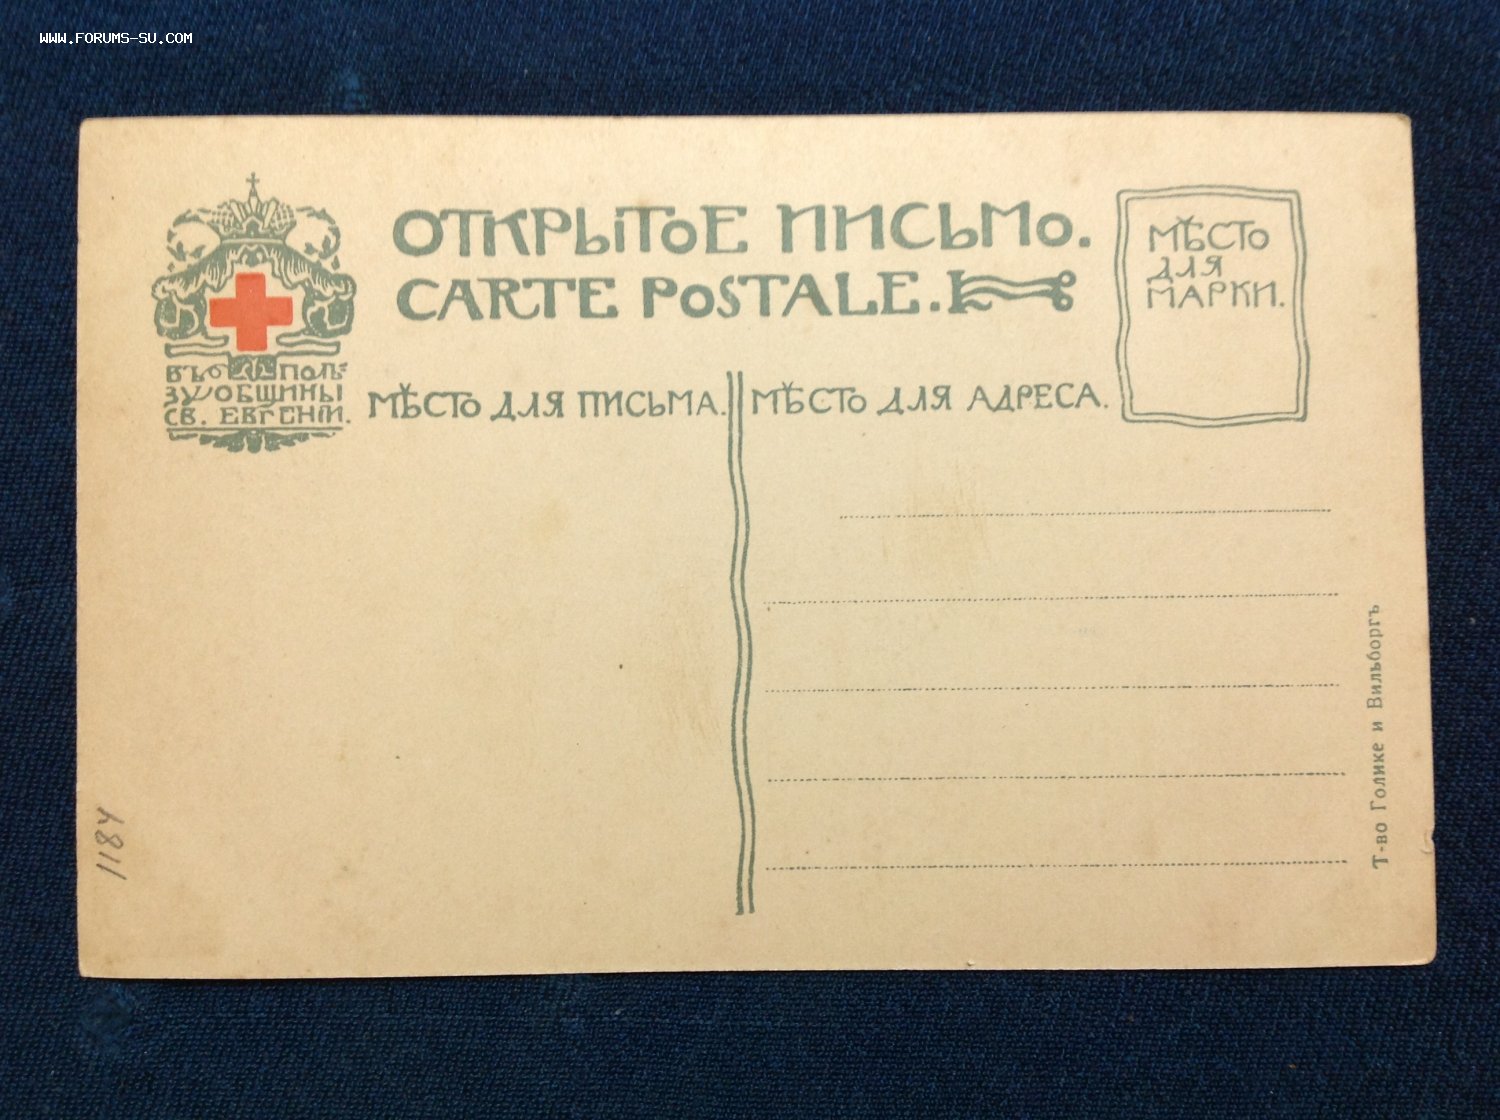 WWW.FORUMS-SU.COM
ОТКРЫТОЕ ПИСЬМО.
CARTE POSTALE.
МѢСТО
ДЛЯ
МАРКИ.
ВЪ ПОЛЬ=
ЗУ ОБЩИНЫ
СВ. ЕВГЕНІИ.
МѢСТО ДЛЯ ПИСЬМА.
МѢСТО ДЛЯ АДРЕСА.
Т-во Голике и Вильборгъ
1184